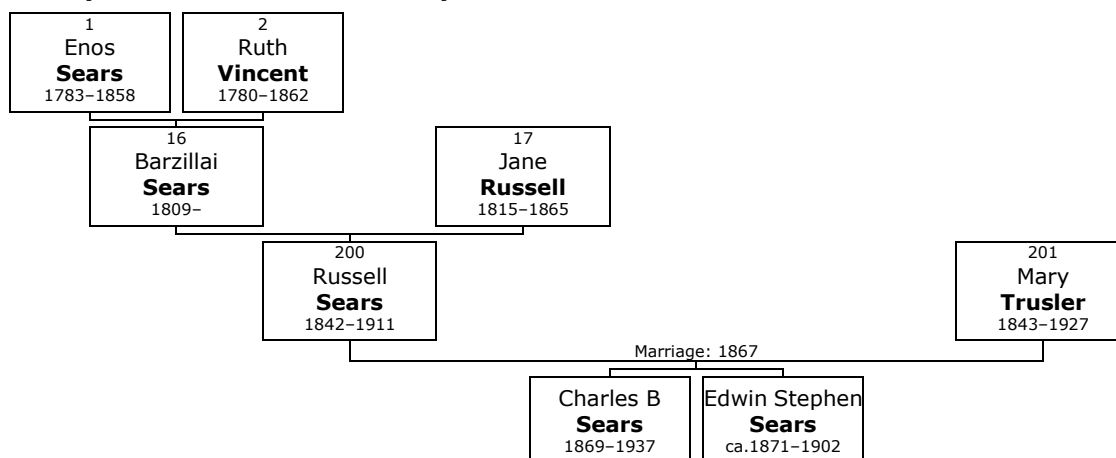 1
Enos
Sears
1783–1858
2
Ruth
Vincent
1780–1862
16
Barzillai
Sears
1809–
17
Jane
Russell
1815–1865
200
Russell
Sears
1842–1911
201
Mary
Trusler
1843–1927
Marriage: 1867
Charles B
Sears
1869–1937
Edwin Stephen
Sears
ca.1871–1902